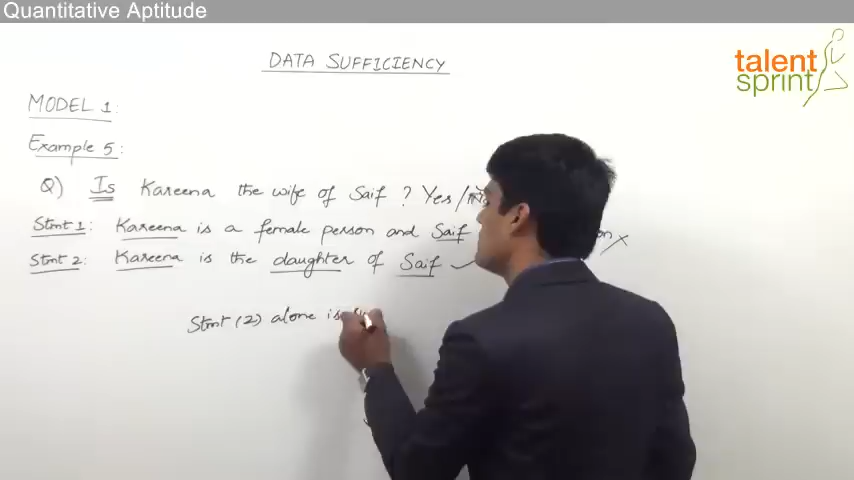 Quantitative Aptitude
talent
sprint
DATA SUFFICIENCY
MODEL 1:
Example 5:
Q) Is Kareena the wife of Saif ? Yes/No
Stmt 1: Kareena is a female person and Saif
Stmt 2: Kareena is the daughter of Saif
Stmt (2) alone is